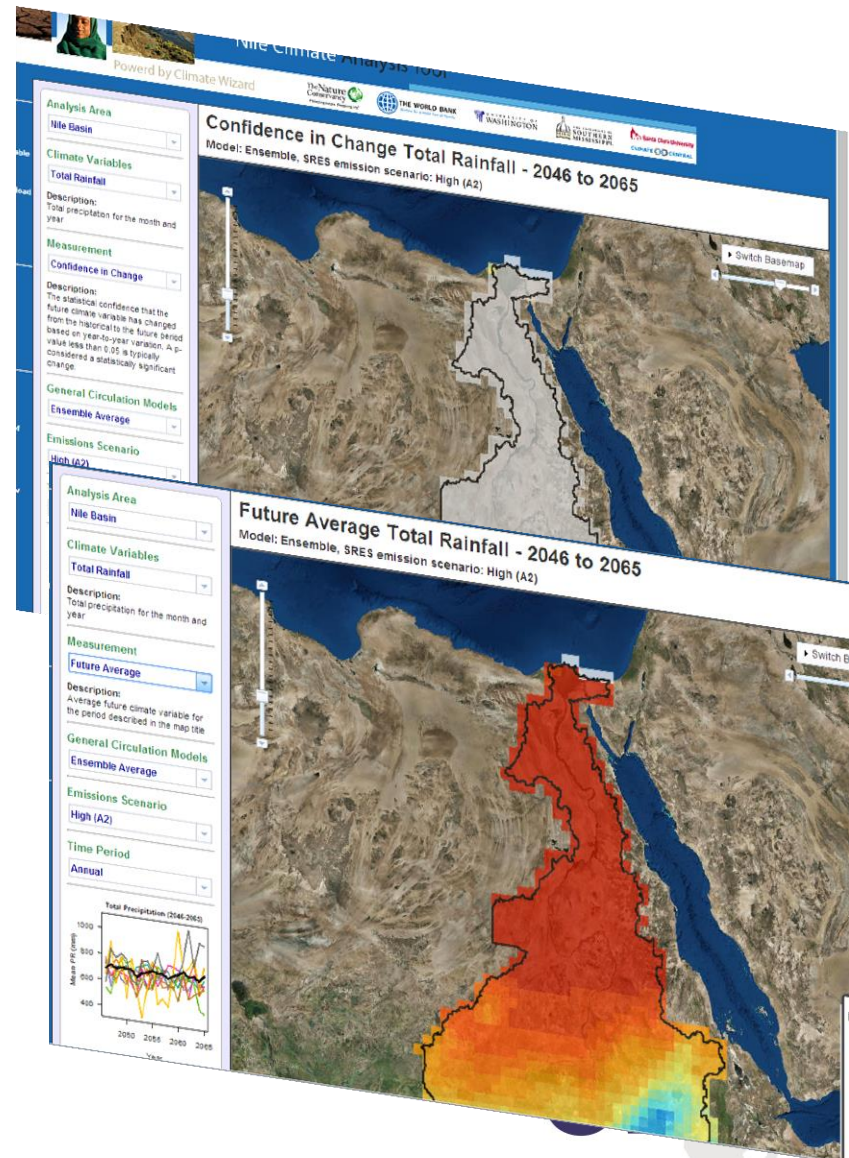 Nile Climate Analysis Tool
Powerd by Climate Wizard
The Nature Conservancy
THE WORLD BANK
UNIVERSITY OF WASHINGTON
SOUTHERN MISSISSIPPI
Santa Clara University
CLIMATE CENTRAL
Analysis Area
Nile Basin
Climate Variables
Total Rainfall
Description:
Total precipitation for the month and
year
Measurement
Confidence in Change
Description:
The statistical confidence that the
future climate variable has changed
from the historical to the future period
based on year-to-year variation. A p-
value less than 0.05 is typically
considered a statistically significant
change.
General Circulation Models
Ensemble Average
Emissions Scenario
High (A2)
Confidence in Change Total Rainfall - 2046 to 2065
Model: Ensemble, SRES emission scenario: High (A2)
Switch Basemap
Analysis Area
Nile Basin
Climate Variables
Total Rainfall
Description:
Total precipitation for the month and
year
Measurement
Future Average
Description:
Average future climate variable for
the period described in the map title
General Circulation Models
Ensemble Average
Emissions Scenario
High (A2)
Time Period
Annual
Total Precipitation (2046-2065)
Mean PR (mm)
1000
800
600
400
2050 2055 2060 2065
Year
Future Average Total Rainfall - 2046 to 2065
Model: Ensemble, SRES emission scenario: High (A2)
Switch B